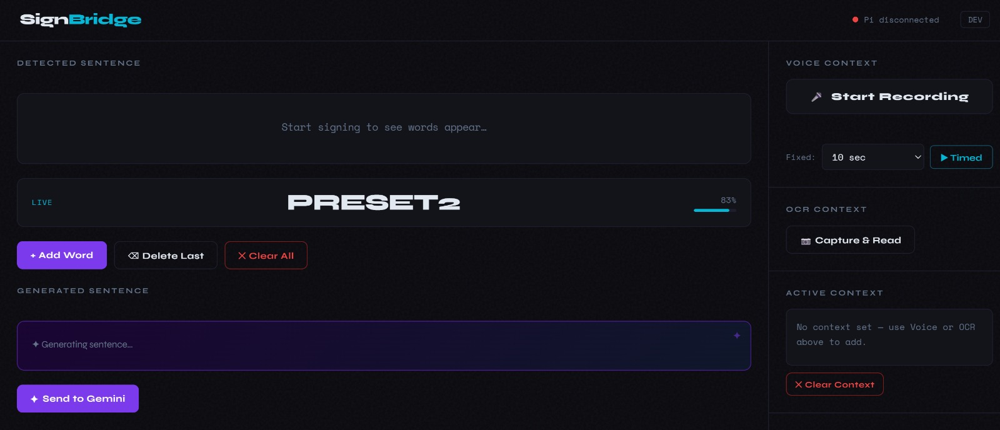 SignBridge
Pi disconnected
DEV
DETECTED SENTENCE
Start signing to see words appear…
LIVE
PRESET2
83%
+ Add Word
⌫ Delete Last
✕ Clear All
GENERATED SENTENCE
✦ Generating sentence...
✦
✦ Send to Gemini
VOICE CONTEXT
🎤 Start Recording
Fixed:
10 sec
▶ Timed
OCR CONTEXT
📷 Capture & Read
ACTIVE CONTEXT
No context set — use Voice or OCR
above to add.
✕ Clear Context